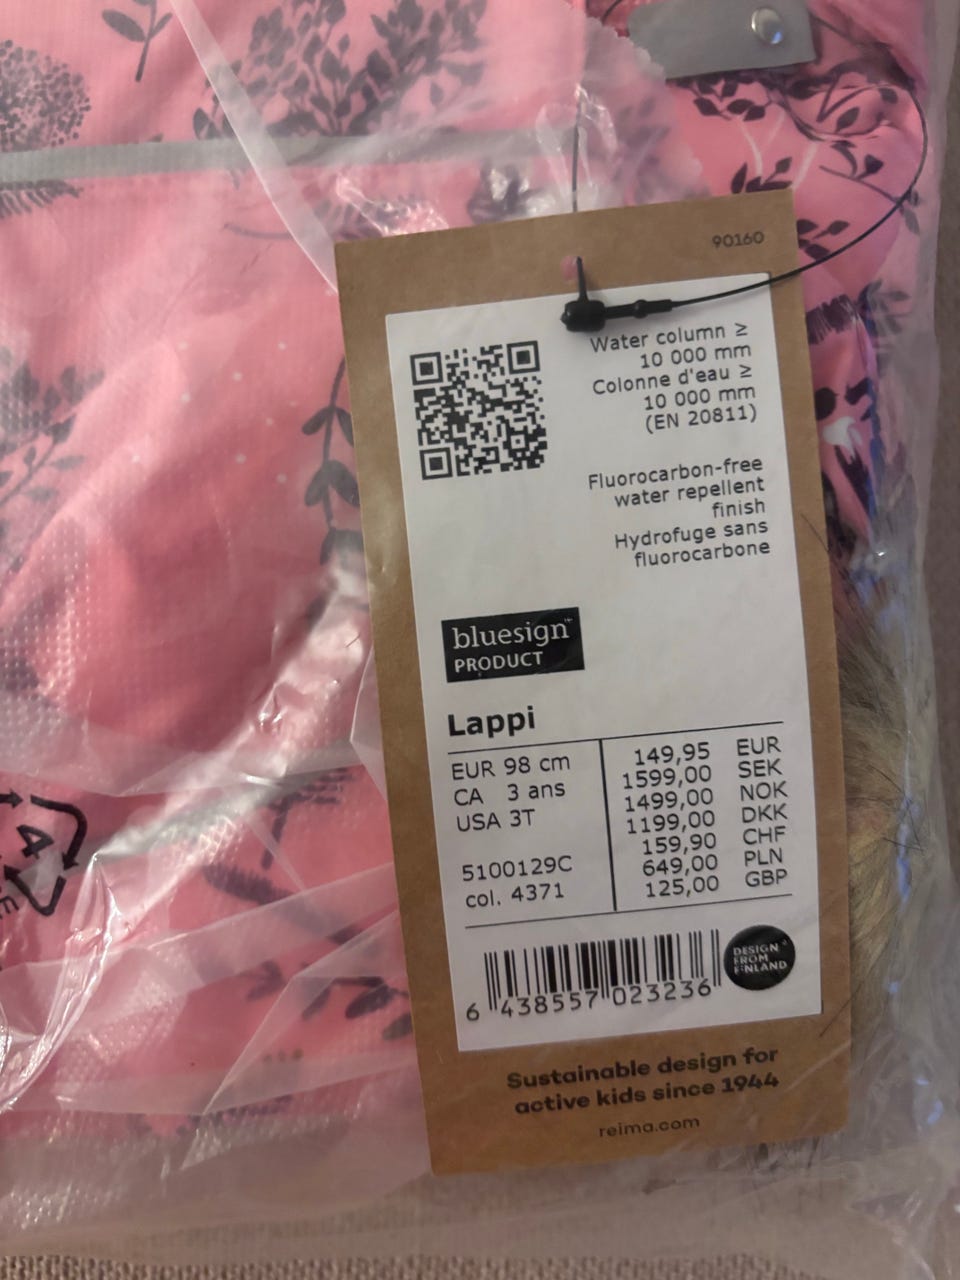 90160
Water column ≥
10 000 mm
Colonne d'eau ≥
10 000 mm
(EN 20811)
Fluorocarbon-free
water repellent
finish
Hydrofuge sans
fluorocarbone
bluesign™
PRODUCT
Lappi
EUR 98 cm
CA 3 ans
USA 3T
5100129C
col. 4371
149,95 EUR
1599,00 SEK
1499,00 NOK
1199,00 DKK
159,90 CHF
649,00 PLN
125,00 GBP
6 438557 023236
DESIGN
FROM
FINLAND
Sustainable design for
active kids since 1944
reima.com
4